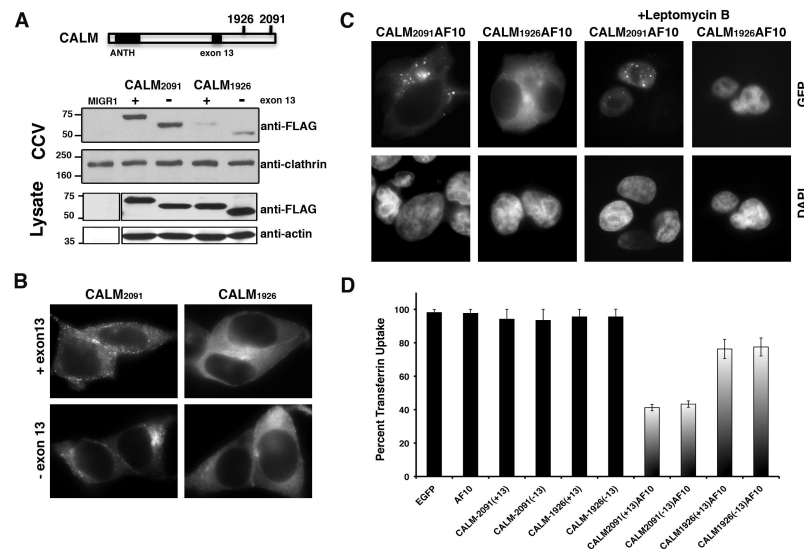 A
1926 2091
CALM
ANTH exon 13
CALM2091 CALM1926
MIGR1 + - + - exon 13
CCV
75
50
anti-FLAG
250
160
anti-clathrin
Lysate
75
50
anti-FLAG
35
anti-actin
B
CALM2091 CALM1926
+ exon13
- exon 13
C
+Leptomycin B
CALM2091AF10 CALM1926AF10 CALM2091AF10 CALM1926AF10
GFP
DAPI
D
Percent Transferrin Uptake
100
80
60
40
20
0
EGFP
AF10
CALM-2091(+13)
CALM-2091(-13)
CALM-1926(+13)
CALM-1926(-13)
CALM2091(+13)AF10
CALM2091(-13)AF10
CALM1926(+13)AF10
CALM1926(-13)AF10